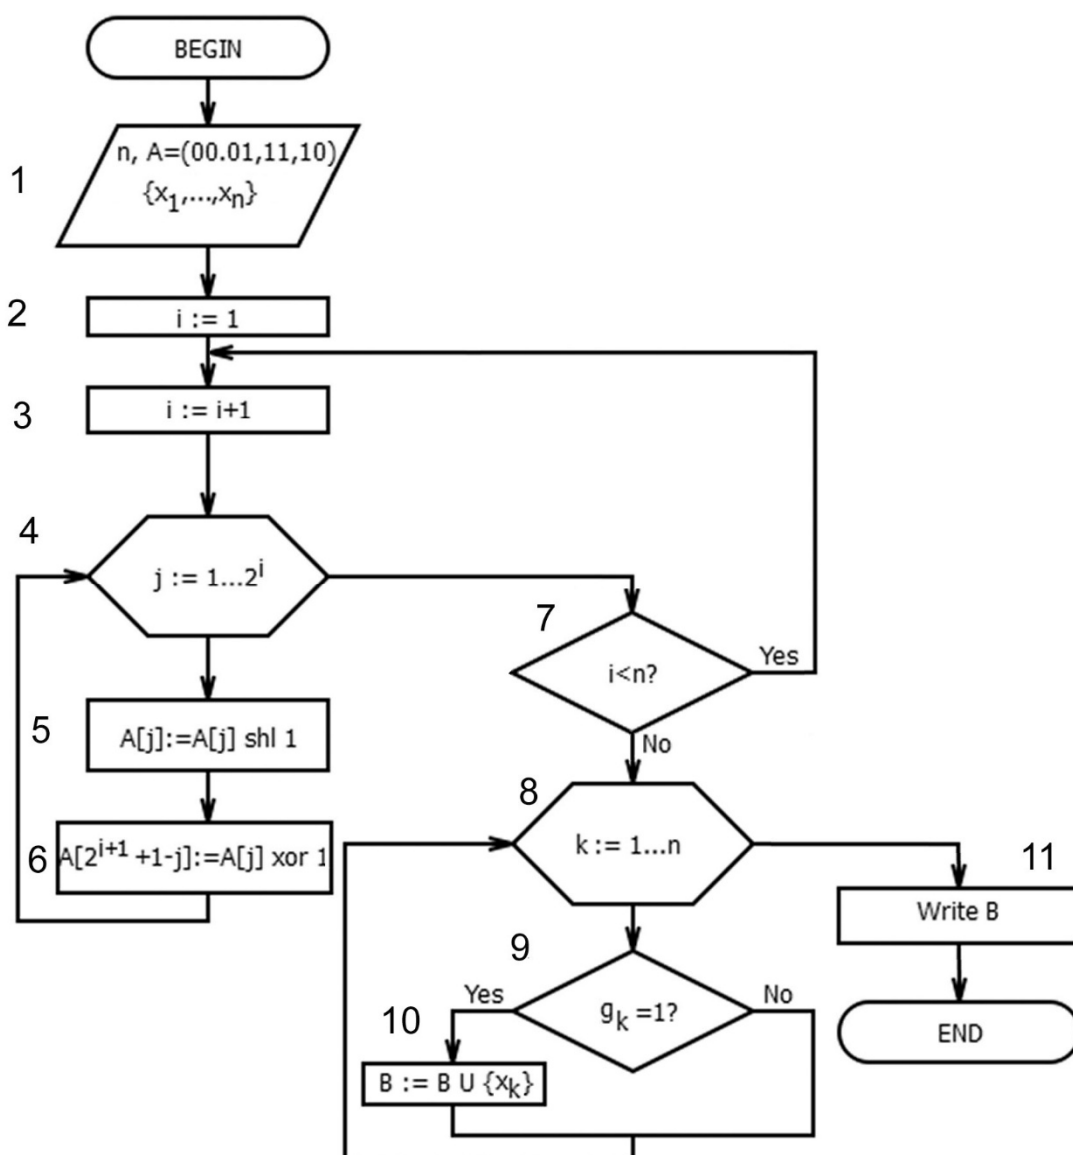 BEGIN
1
n, A=(00.01,11,10)
{x₁,...,xₙ}
2
i := 1
3
i := i+1
4
j := 1...2ⁱ
7
i<n?
Yes
No
5
A[j]:=A[j] shl 1
6
A[2ⁱ⁺¹ +1-j]:=A[j] xor 1
8
k := 1...n
11
Write B
9
gₖ =1?
Yes
No
10
B := B U {xₖ}
END